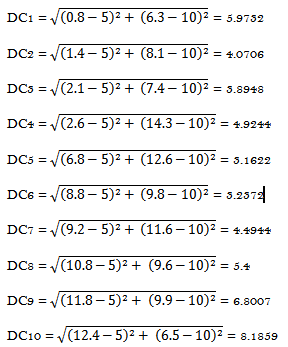 DC1 = √(0.8 − 5)² + (6.3 − 10)² = 5.9732
DC2 = √(1.4 − 5)² + (8.1 − 10)² = 4.0706
DC3 = √(2.1 − 5)² + (7.4 − 10)² = 3.8948
DC4 = √(2.6 − 5)² + (14.3 − 10)² = 4.9244
DC5 = √(6.8 − 5)² + (12.6 − 10)² = 3.1622
DC6 = √(8.8 − 5)² + (9.8 − 10)² = 3.2372
DC7 = √(9.2 − 5)² + (11.6 − 10)² = 4.4944
DC8 = √(10.8 − 5)² + (9.6 − 10)² = 5.4
DC9 = √(11.8 − 5)² + (9.9 − 10)² = 6.8007
DC10 = √(12.4 − 5)² + (6.5 − 10)² = 8.1859